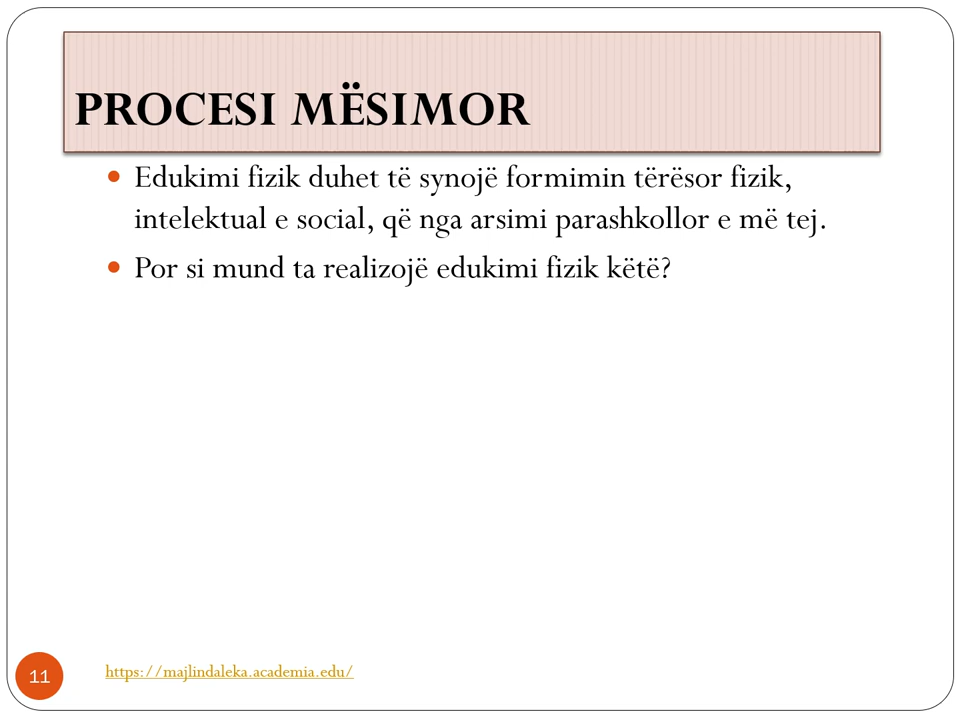 PROCESI MËSIMOR
• Edukimi fizik duhet të synojë formimin tërësor fizik,
intelektual e social, që nga arsimi parashkollor e më tej.
• Por si mund ta realizojë edukimi fizik këtë?
11
https://majlindaleka.academia.edu/